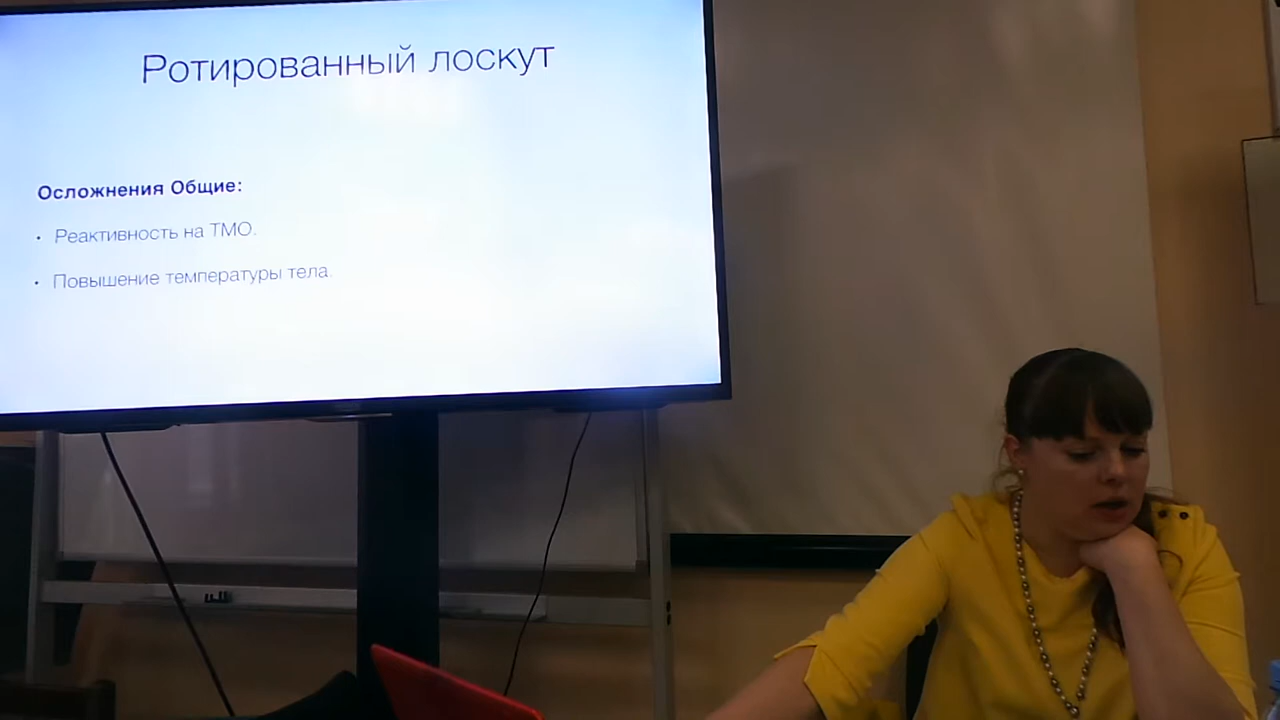 Ротированный лоскут
Осложнения Общие:
• Реактивность на ТМО.
• Повышение температуры тела.